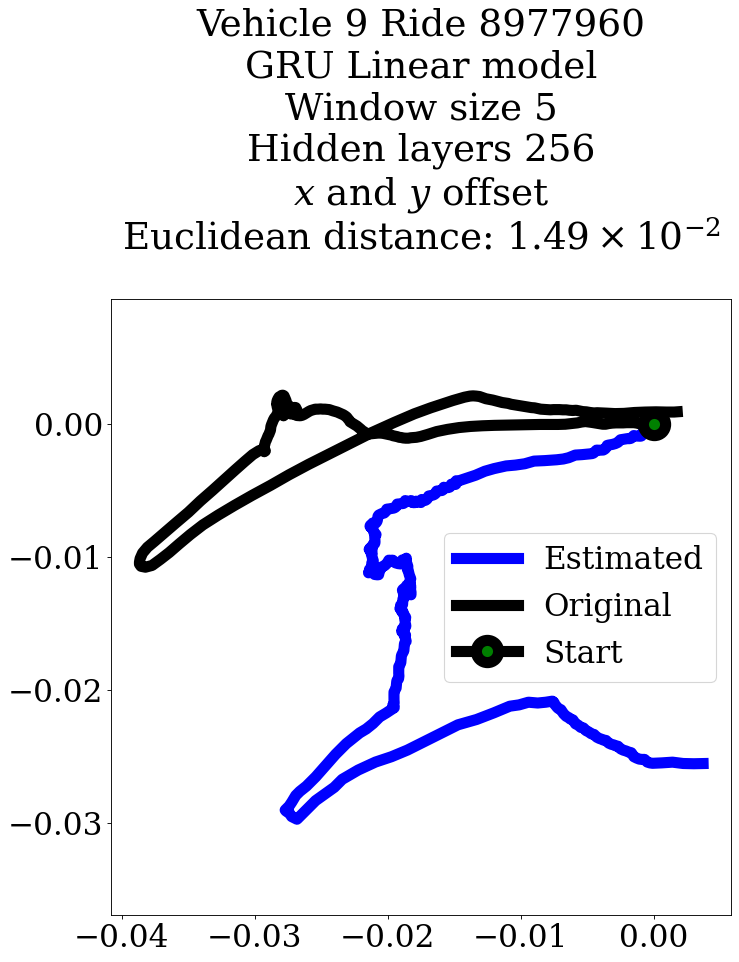 Vehicle 9 Ride 8977960
GRU Linear model
Window size 5
Hidden layers 256
x and y offset
Euclidean distance: 1.49 × 10⁻²
0.00
−0.01
−0.02
−0.03
Estimated
Original
Start
−0.04 −0.03 −0.02 −0.01 0.00